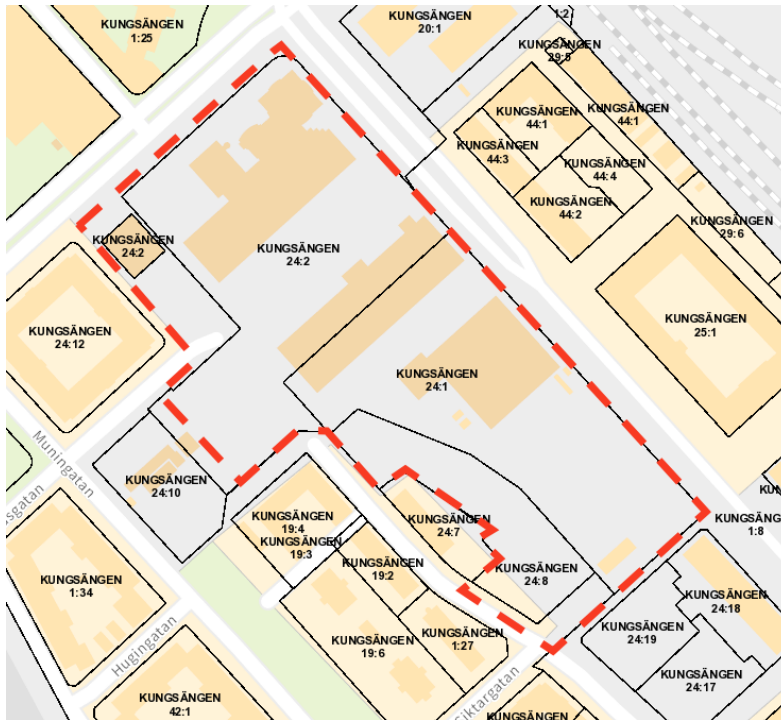 KUNGSÄNGEN
1:25
KUNGSÄNGEN
20:1
1:2
KUNGSÄNGEN
29:5
KUNGSÄNGEN
44:1
KUNGSÄNGEN
44:1
KUNGSÄNGEN
44:3
KUNGSÄNGEN
44:4
KUNGSÄNGEN
44:2
KUNGSÄNGEN
29:6
KUNGSÄNGEN
24:2
KUNGSÄNGEN
24:2
KUNGSÄNGEN
24:12
KUNGSÄNGEN
25:1
KUNGSÄNGEN
24:1
Muningatan
KUNGSÄNGEN
24:10
KUNGSÄNGEN
19:4
KUNGSÄNGEN
19:3
KUNGSÄNGEN
24:7
KUNGSÄNGEN
1:8
KUNGSÄNGEN
19:2
KUNGSÄNGEN
24:8
KUNGSÄNGEN
1:34
KUNGSÄNGEN
24:18
KUNGSÄNGEN
24:19
KUNGSÄNGEN
19:6
KUNGSÄNGEN
1:27
KUNGSÄNGEN
24:17
Hugingatan
KUNGSÄNGEN
42:1